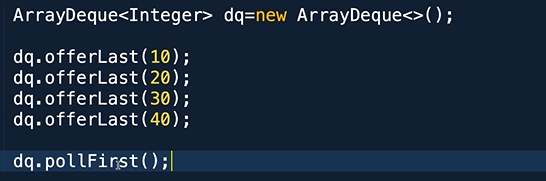 ArrayDeque<Integer> dq=new ArrayDeque<>();
dq.offerLast(10);
dq.offerLast(20);
dq.offerLast(30);
dq.offerLast(40);
dq.pollFirst();